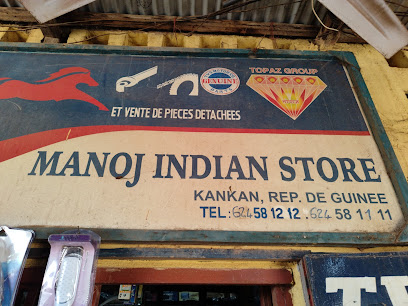 TOPAZ GROUP
GENUINE
ET VENTE DE PIECES DETACHEES
MANOJ INDIAN STORE
KANKAN, REP. DE GUINEE
TEL: 624 58 12 12 . 624 58 11 11